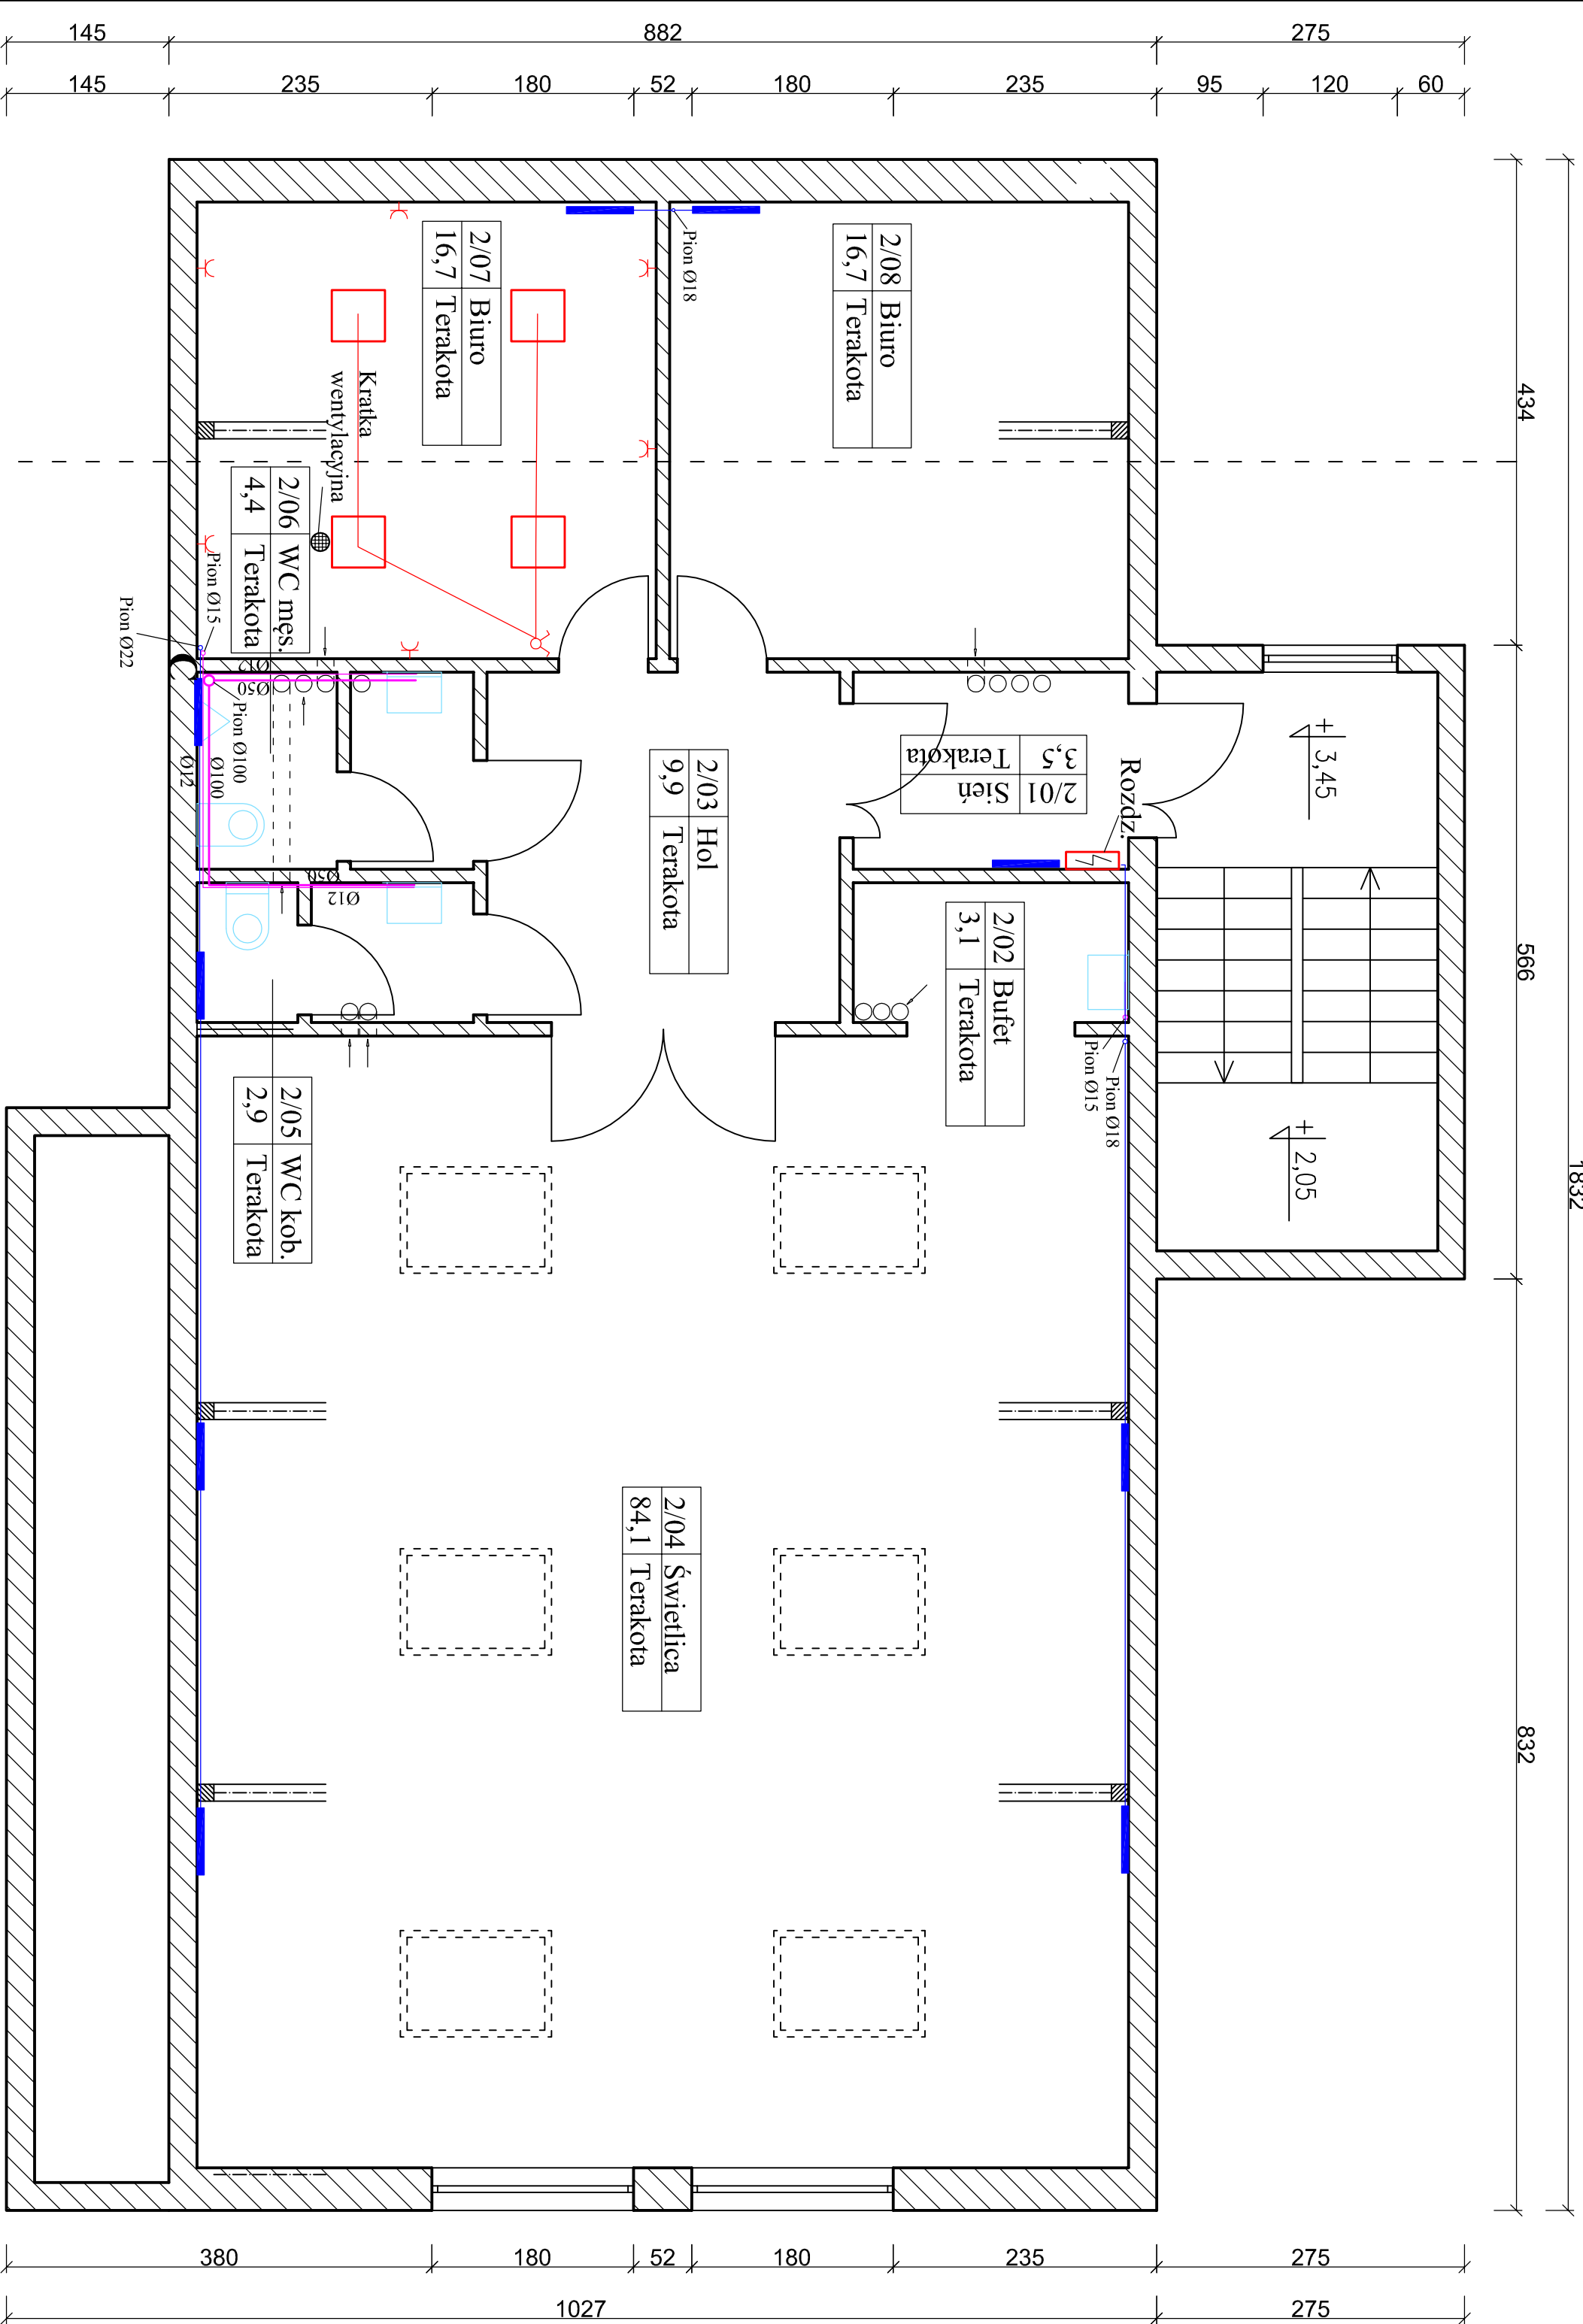 145
882
275
145
235
180
52
180
235
95
120
60
434
566
832
1832
2/08 Biuro
16,7 Terakota
2/07 Biuro
16,7 Terakota
Pion Ø18
Kratka
wentylacyjna
2/06 WC męs.
4,4 Terakota
Pion Ø15
Pion Ø22
Ø12
Ø50
Pion Ø100
Ø100
Ø12
Ø50
Ø12
2/03 Hol
9,9 Terakota
2/01 Sień
3,5 Terakota
Rozdz.
+ 3,45
+ 2,05
2/02 Bufet
3,1 Terakota
Pion Ø15
Pion Ø18
2/05 WC kob.
2,9 Terakota
2/04 Świetlica
84,1 Terakota
380
180
52
180
235
275
1027
275